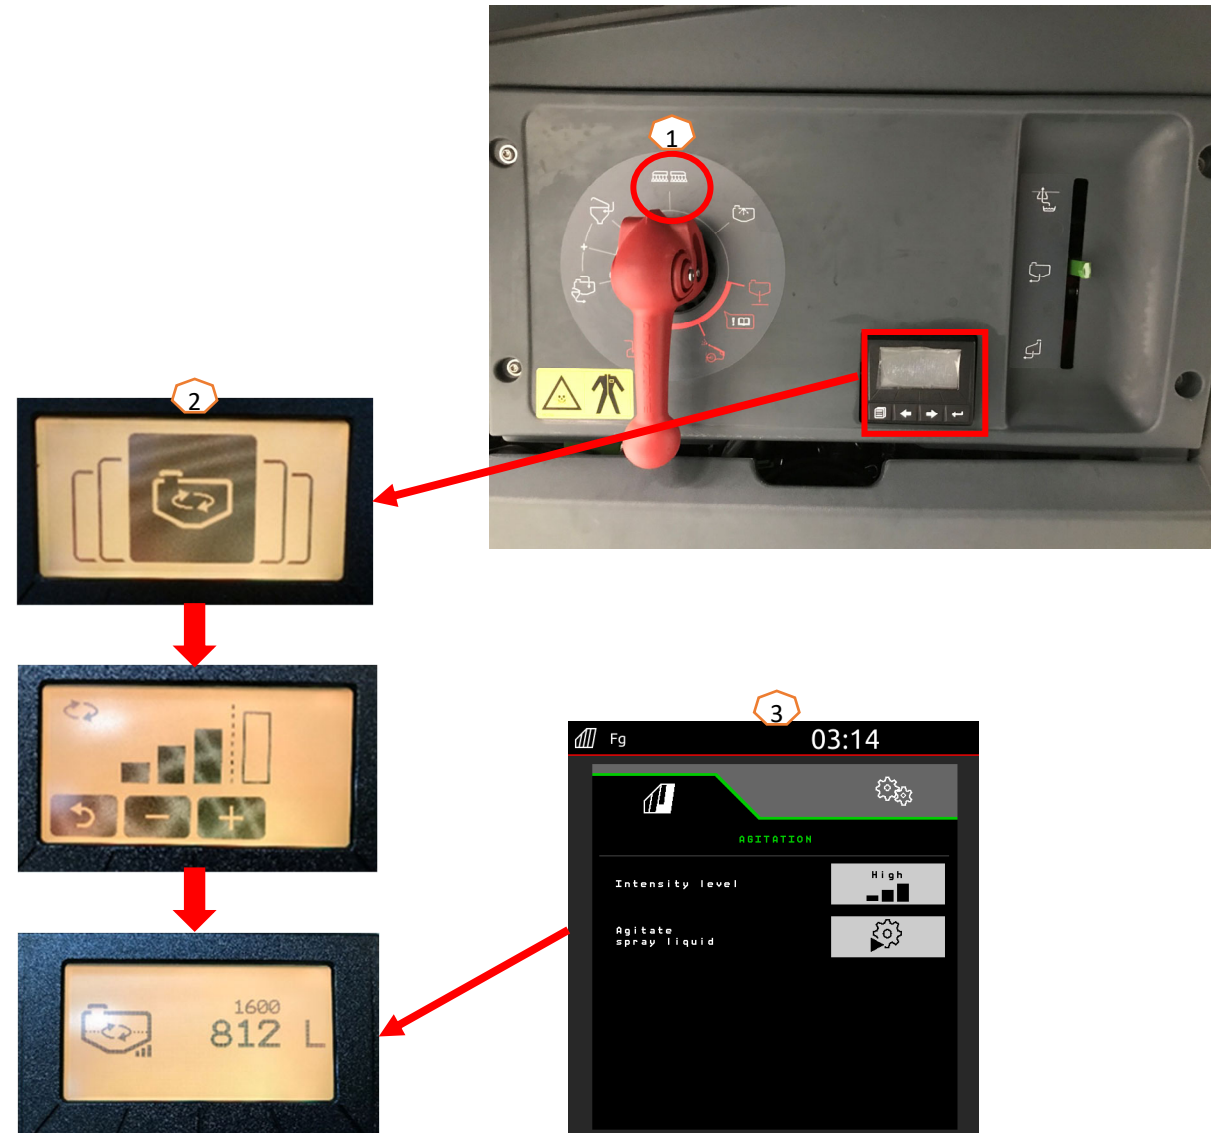 1
2
3
Fg
03:14
AGITATION
Intensity level
High
Agitate
spray liquid
1600
812 L